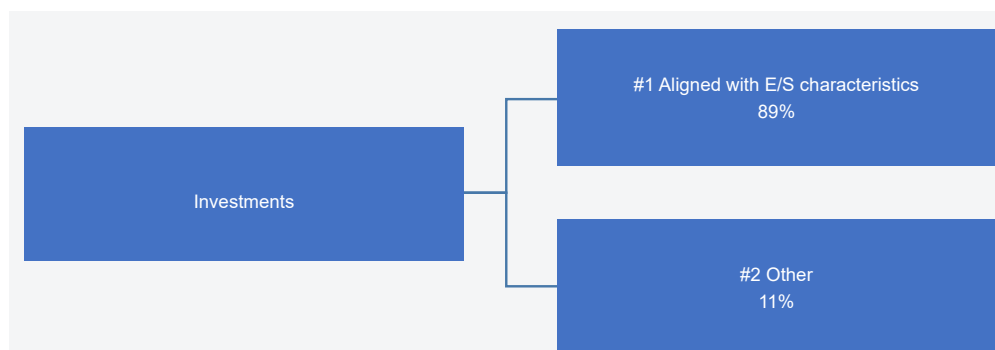 #1 Aligned with E/S characteristics
89%
Investments
#2 Other
11%